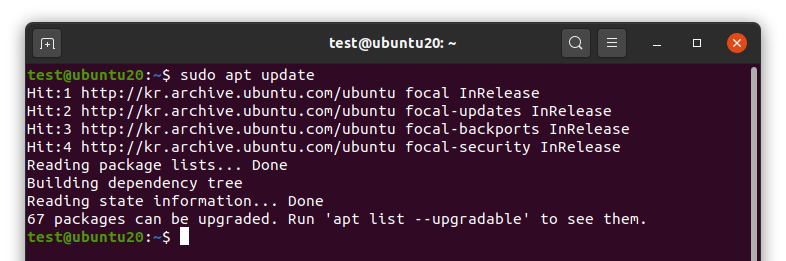 test@ubuntu20: ~
test@ubuntu20:~$ sudo apt update
Hit:1 http://kr.archive.ubuntu.com/ubuntu focal InRelease
Hit:2 http://kr.archive.ubuntu.com/ubuntu focal-updates InRelease
Hit:3 http://kr.archive.ubuntu.com/ubuntu focal-backports InRelease
Hit:4 http://kr.archive.ubuntu.com/ubuntu focal-security InRelease
Reading package lists... Done
Building dependency tree
Reading state information... Done
67 packages can be upgraded. Run 'apt list --upgradable' to see them.
test@ubuntu20:~$